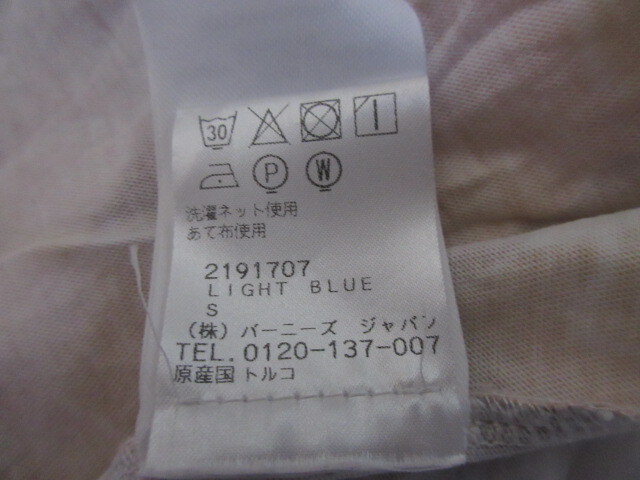 30
P W
洗濯ネット使用
あて布使用
2191707
LIGHT BLUE
S
(株) バーニーズ ジャパン
TEL. 0120-137-007
原産国 トルコ